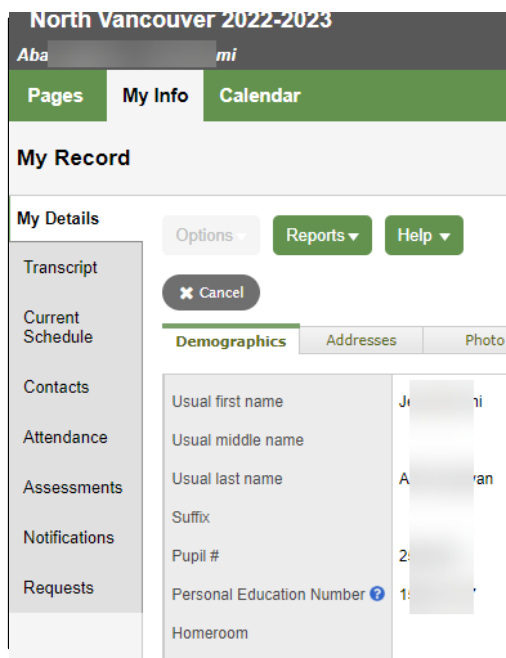 North Vancouver 2022-2023
Pages My Info Calendar
My Record
My Details
Options Reports Help
Cancel
Transcript
Current
Schedule
Demographics Addresses Photo
Contacts
Usual first name
Usual middle name
Attendance
Usual last name
Assessments
Suffix
Notifications
Pupil #
Requests
Personal Education Number ?
Homeroom